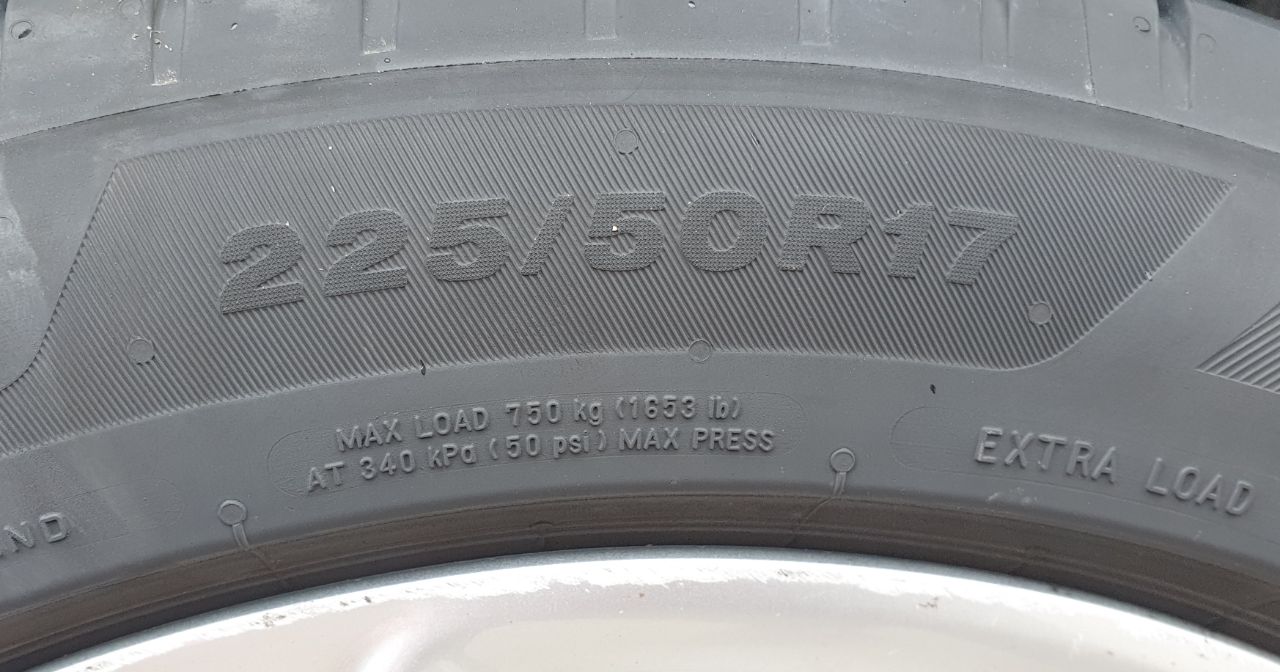 225/50R17
MAX LOAD 750 kg (1653 lb)
AT 340 kPa (50 psi) MAX PRESS
EXTRA LOAD